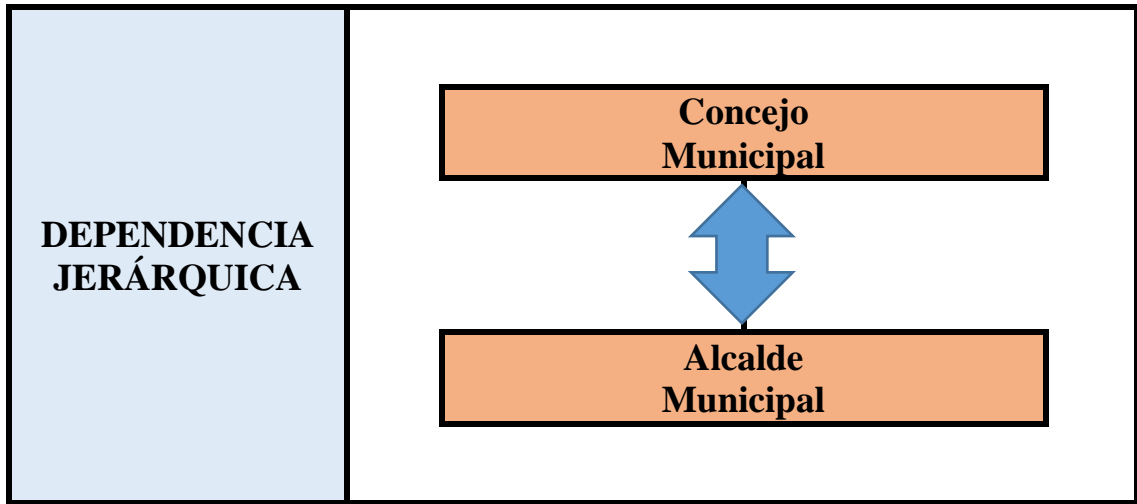 DEPENDENCIA
JERÁRQUICA
Concejo
Municipal
Alcalde
Municipal